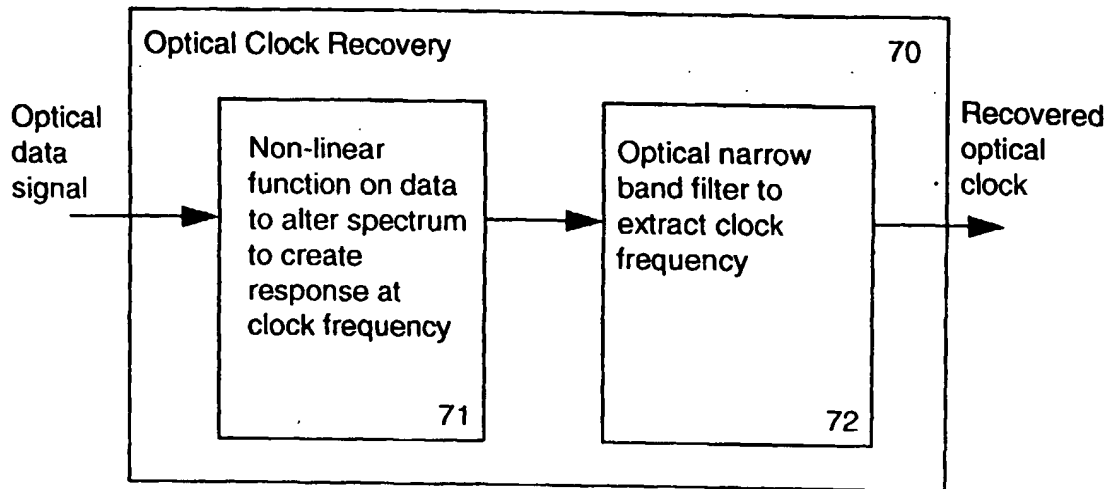 Optical Clock Recovery
70
Optical
data
signal
Non-linear
function on data
to alter spectrum
to create
response at
clock frequency
71
Optical narrow
band filter to
extract clock
frequency
72
Recovered
optical
clock